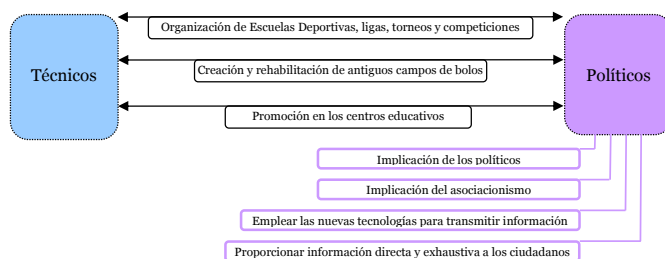 Organización de Escuelas Deportivas, ligas, torneos y competiciones
Técnicos
Políticos
Creación y rehabilitación de antiguos campos de bolos
Promoción en los centros educativos
Implicación de los políticos
Implicación del asociacionismo
Emplear las nuevas tecnologías para transmitir información
Proporcionar información directa y exhaustiva a los ciudadanos